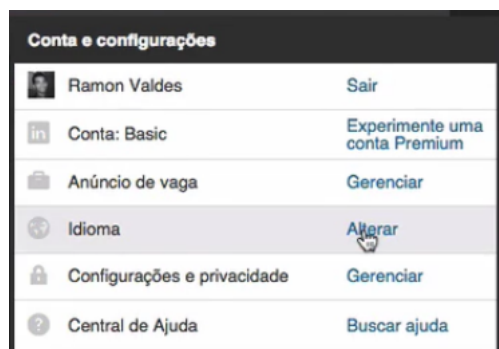 Conta e configurações
Ramon Valdes Sair
in Conta: Basic Experimente uma
conta Premium
Anúncio de vaga Gerenciar
Idioma Alterar
Configurações e privacidade Gerenciar
? Central de Ajuda Buscar ajuda